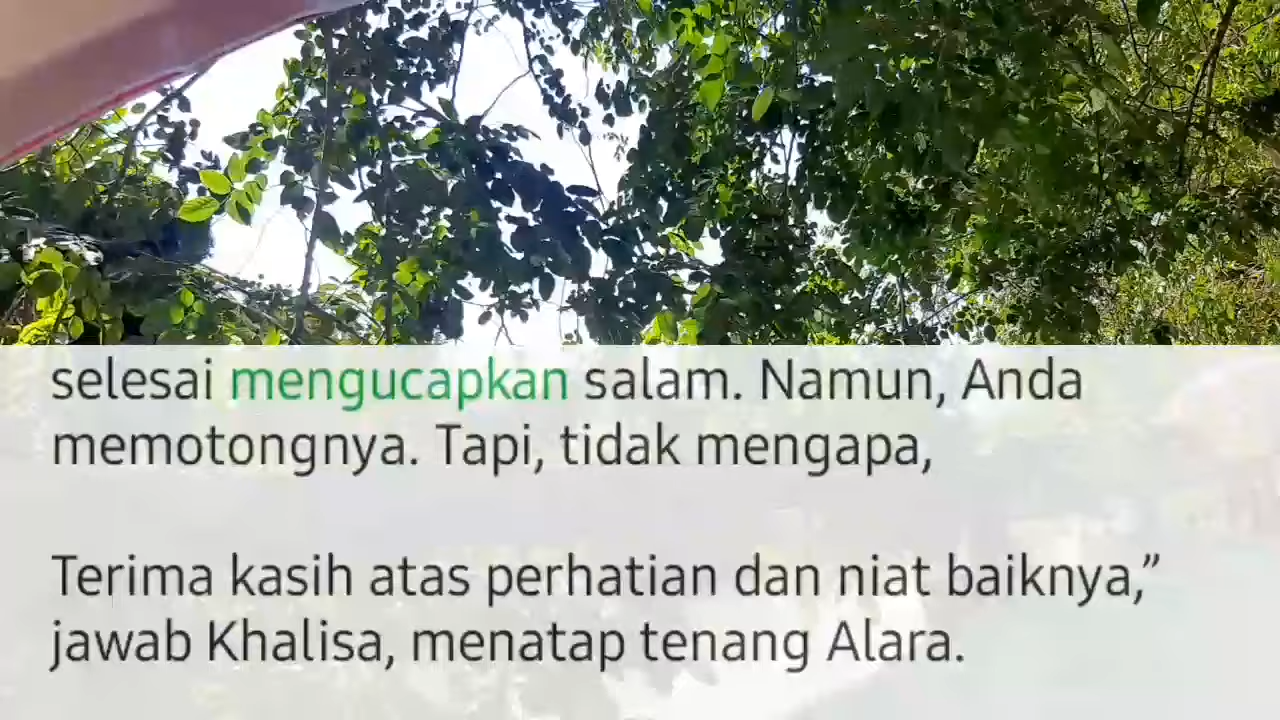 selesai mengucapkan salam. Namun, Anda
memotongnya. Tapi, tidak mengapa,
Terima kasih atas perhatian dan niat baiknya,”
jawab Khalisa, menatap tenang Alara.